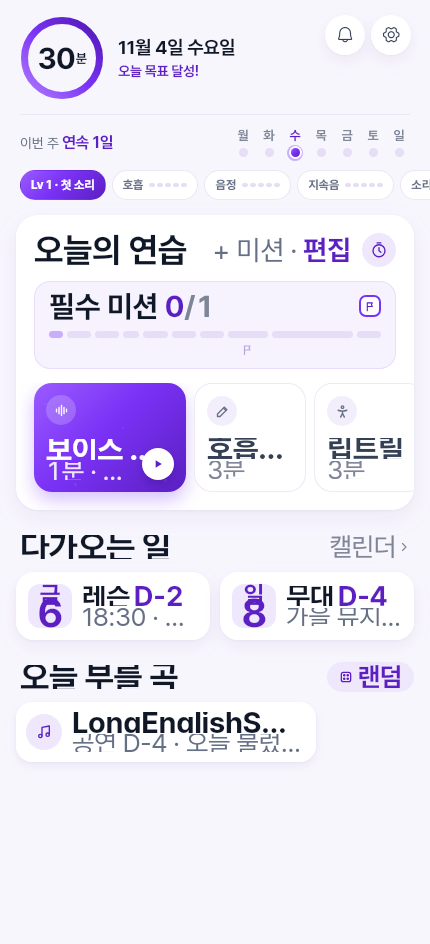 30분
11월 4일 수요일
오늘 목표 달성!
이번 주 연속 1일
월 화 수 목 금 토 일
Lv 1 · 첫 소리
호흡
음정
지속음
소리
오늘의 연습
+ 미션 · 편집
필수 미션 0/1
보이스 ...
1분 · ...
호흡...
3분
립트릴
3분
다가오는 일
캘린더 ›
금
6
레슨 D-2
18:30 · ...
일
8
무대 D-4
가을 뮤지...
오늘 부를 곡
랜덤
LongEnglishS...
공연 D-4 · 오늘 불렀...